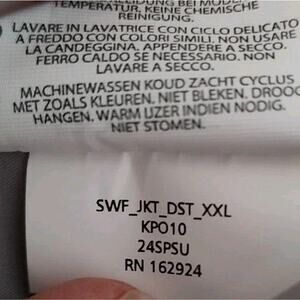 TEMPERATUR, KEINE CHEMISCHE
REINIGUNG.
LAVARE IN LAVATRICE CON CICLO DELICATO
A FREDDO CON COLORI SIMILI. NON USARE
LA CANDEGGINA. APPENDERE A SECCO.
FERRO CALDO SE NECESSARIO. NON
LAVARE A SECCO.
MACHINEWASSEN KOUD ZACHT CYCLUS
MET ZOALS KLEUREN. NIET BLEKEN. DROOG
HANGEN. WARM IJZER INDIEN NODIG.
NIET STOMEN.
SWF_JKT_DST_XXL
KPO10
24SPSU
RN 162924